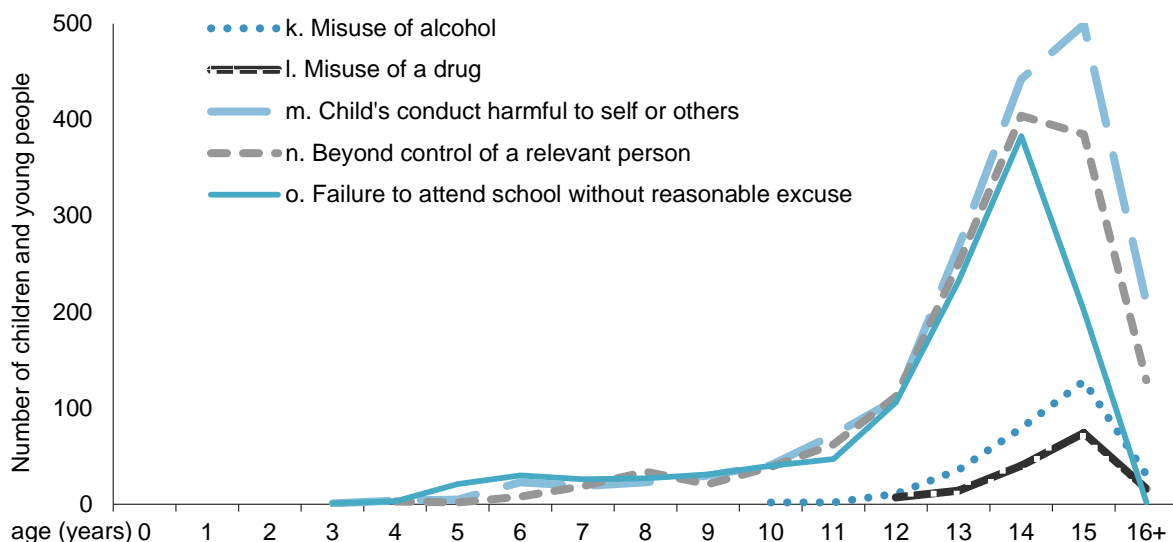 500
400
300
200
100
0
Number of children and young people
k. Misuse of alcohol
l. Misuse of a drug
m. Child's conduct harmful to self or others
n. Beyond control of a relevant person
o. Failure to attend school without reasonable excuse
age (years) 0 1 2 3 4 5 6 7 8 9 10 11 12 13 14 15 16+